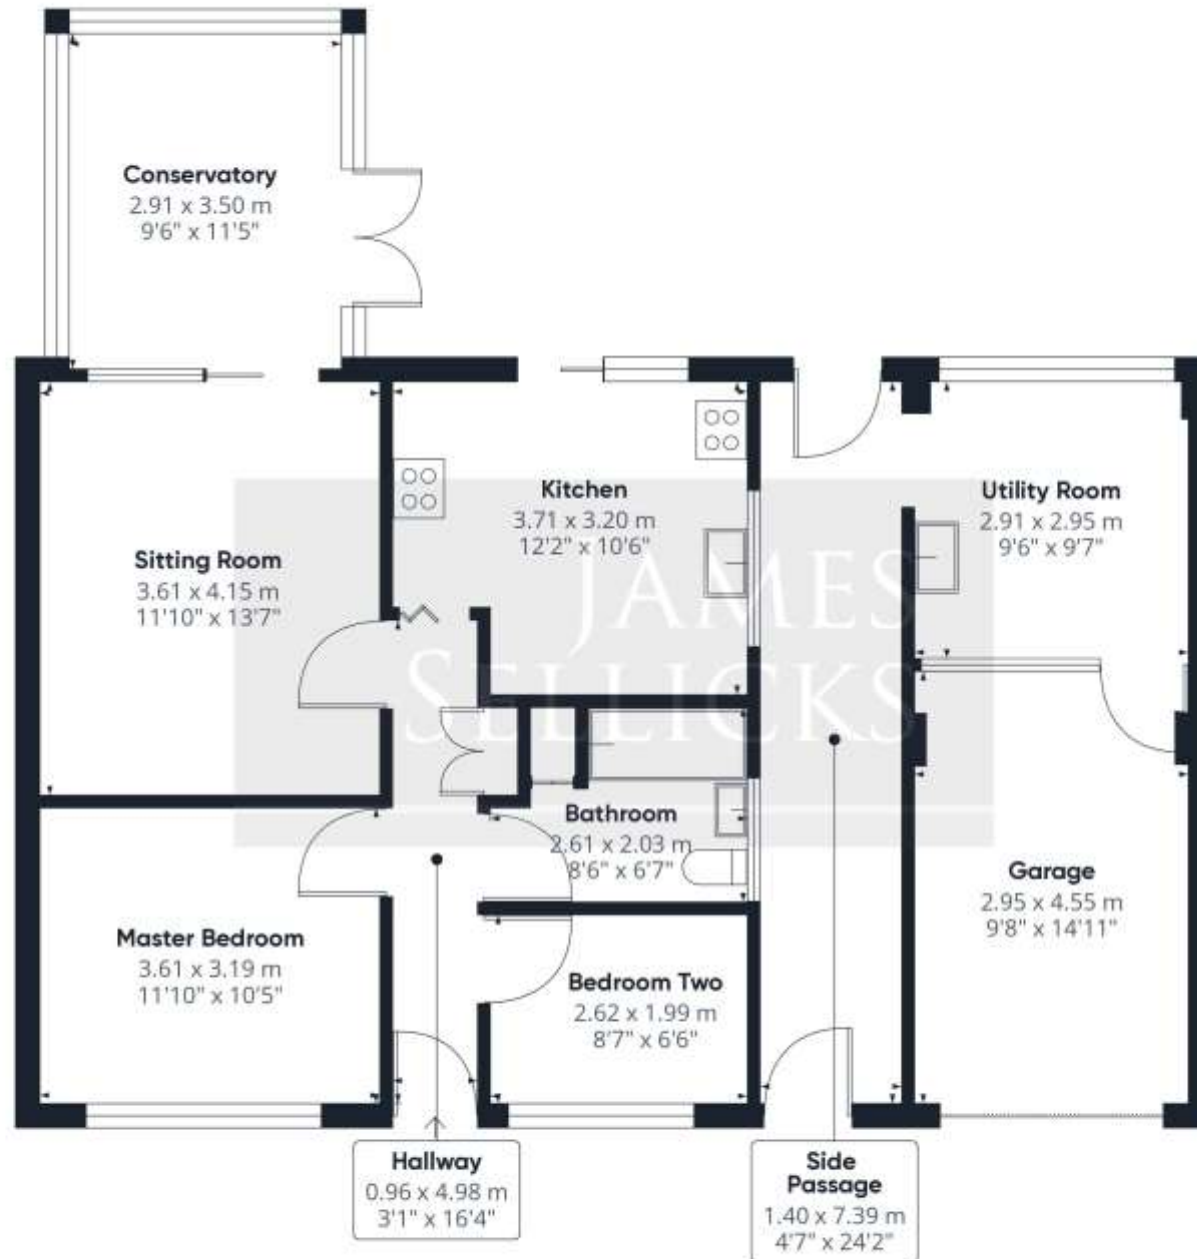 Conservatory
2.91 x 3.50 m
9'6" x 11'5"
Kitchen
3.71 x 3.20 m
12'2" x 10'6"
Utility Room
2.91 x 2.95 m
9'6" x 9'7"
Sitting Room
3.61 x 4.15 m
11'10" x 13'7"
JAMES
SELLICKS
Bathroom
2.61 x 2.03 m
8'6" x 6'7"
Garage
2.95 x 4.55 m
9'8" x 14'11"
Master Bedroom
3.61 x 3.19 m
11'10" x 10'5"
Bedroom Two
2.62 x 1.99 m
8'7" x 6'6"
Hallway
0.96 x 4.98 m
3'1" x 16'4"
Side
Passage
1.40 x 7.39 m
4'7" x 24'2"